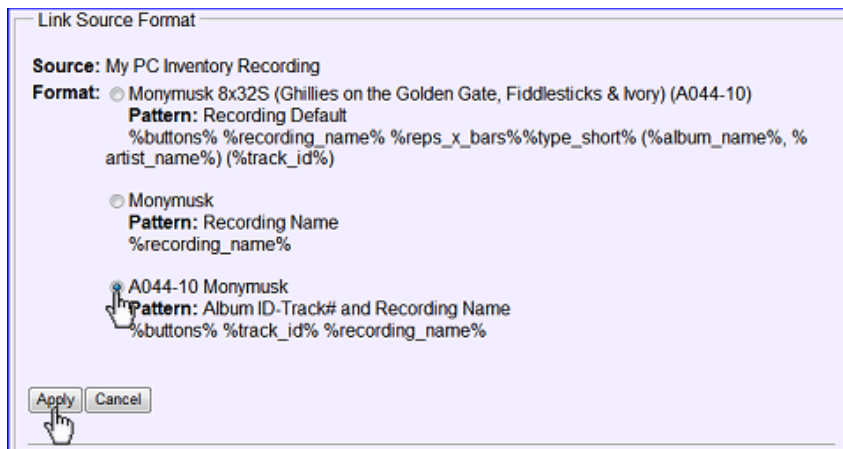 Link Source Format
Source: My PC Inventory Recording
Format: Monymusk 8x32S (Ghillies on the Golden Gate, Fiddlesticks & Ivory) (A044-10)
Pattern: Recording Default
%buttons% %recording_name% %reps_x_bars%%type_short% (%album_name%, %
artist_name%) (%track_id%)
Monymusk
Pattern: Recording Name
%recording_name%
A044-10 Monymusk
Pattern: Album ID-Track# and Recording Name
%buttons% %track_id% %recording_name%
Apply Cancel